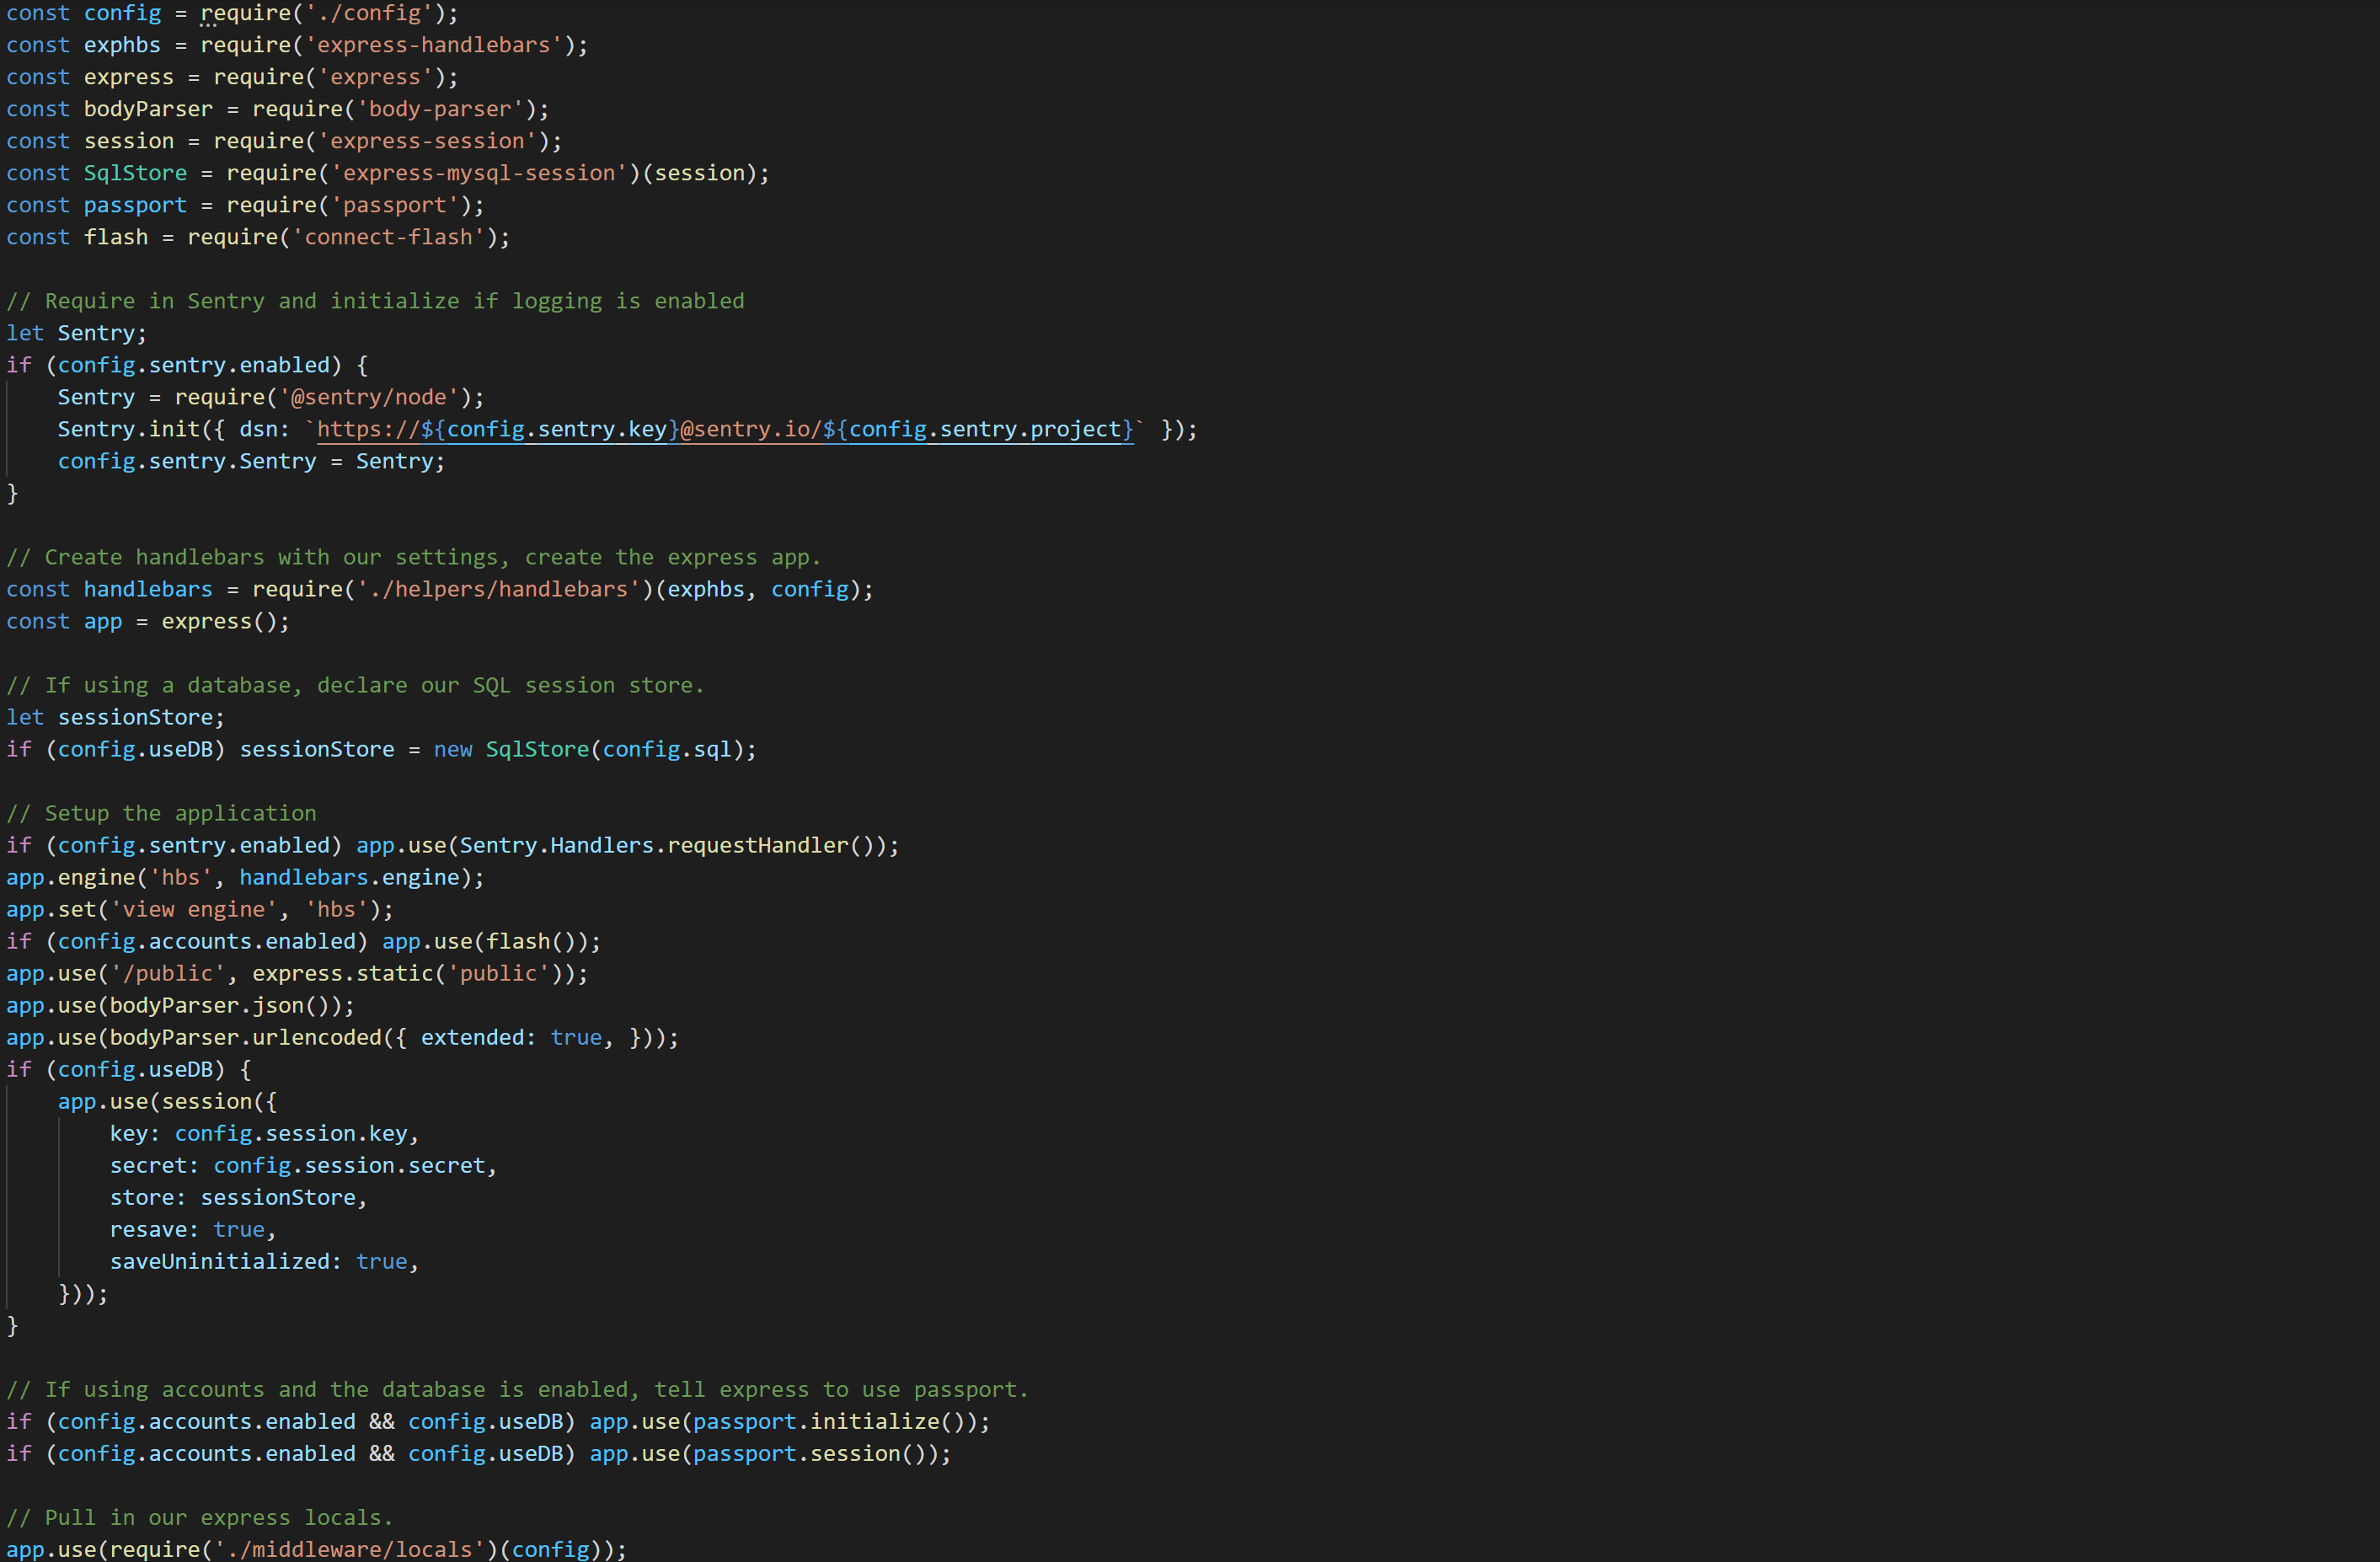 const config = require('./config');
const exphbs = require('express-handlebars');
const express = require('express');
const bodyParser = require('body-parser');
const session = require('express-session');
const SqlStore = require('express-mysql-session')(session);
const passport = require('passport');
const flash = require('connect-flash');

// Require in Sentry and initialize if logging is enabled
let Sentry;
if (config.sentry.enabled) {
    Sentry = require('@sentry/node');
    Sentry.init({ dsn: `https://${config.sentry.key}@sentry.io/${config.sentry.project}` });
    config.sentry.Sentry = Sentry;
}

// Create handlebars with our settings, create the express app.
const handlebars = require('./helpers/handlebars')(exphbs, config);
const app = express();

// If using a database, declare our SQL session store.
let sessionStore;
if (config.useDB) sessionStore = new SqlStore(config.sql);

// Setup the application
if (config.sentry.enabled) app.use(Sentry.Handlers.requestHandler());
app.engine('hbs', handlebars.engine);
app.set('view engine', 'hbs');
if (config.accounts.enabled) app.use(flash());
app.use('/public', express.static('public'));
app.use(bodyParser.json());
app.use(bodyParser.urlencoded({ extended: true, }));
if (config.useDB) {
    app.use(session({
        key: config.session.key,
        secret: config.session.secret,
        store: sessionStore,
        resave: true,
        saveUninitialized: true,
    }));
}

// If using accounts and the database is enabled, tell express to use passport.
if (config.accounts.enabled && config.useDB) app.use(passport.initialize());
if (config.accounts.enabled && config.useDB) app.use(passport.session());

// Pull in our express locals.
app.use(require('./middleware/locals')(config));